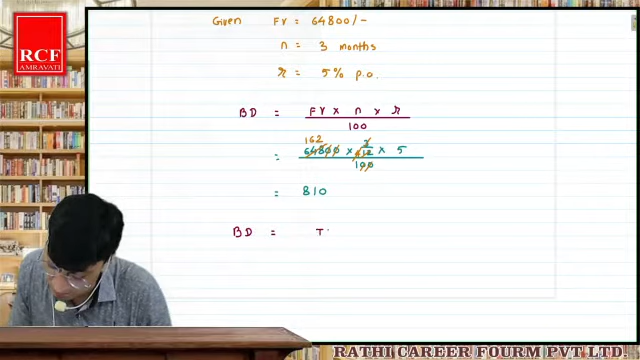 Given FV = 64800/-
n = 3 months
r = 5% p.a.
RCF
AMRAVATI
BD = FV x n x r
100
162
= 64800 x 3/12 x 5
100
= 810
BD = T.
RATHI CAREER FOURM PVT LTD